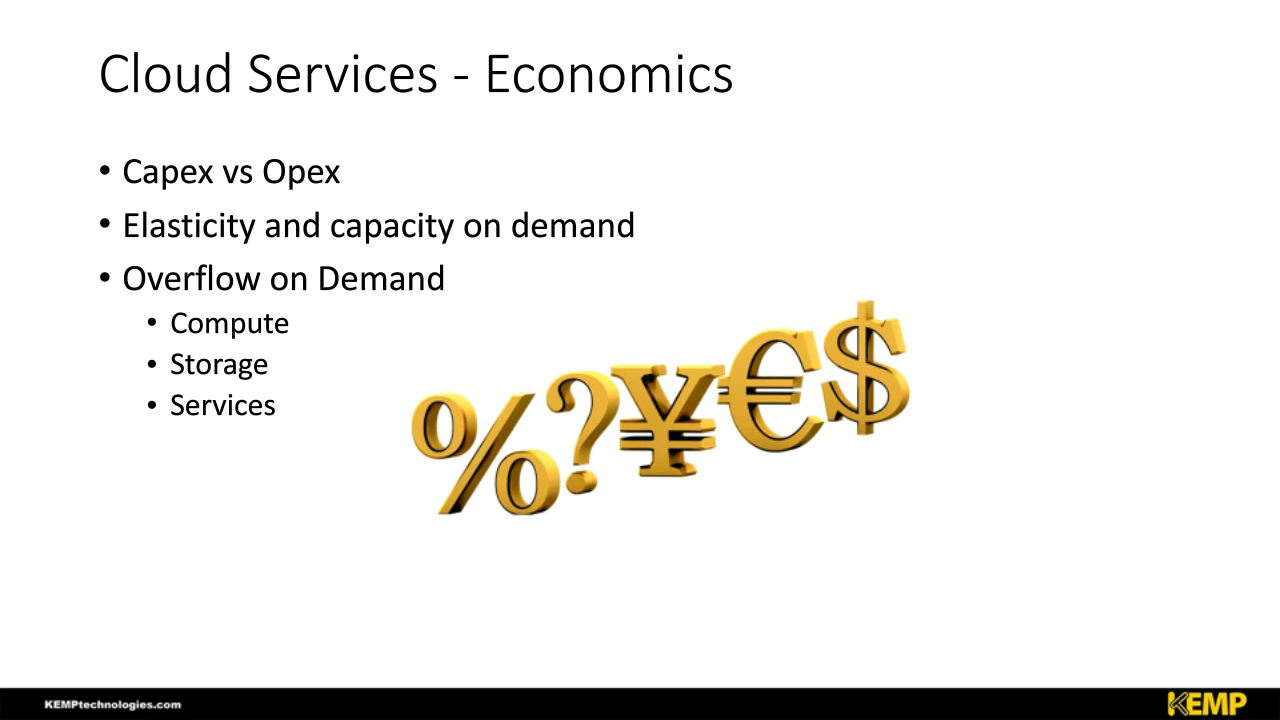 Cloud Services - Economics
• Capex vs Opex
• Elasticity and capacity on demand
• Overflow on Demand
• Compute
• Storage
• Services
%?¥€$
KEMPtechnologies.com
KEMP